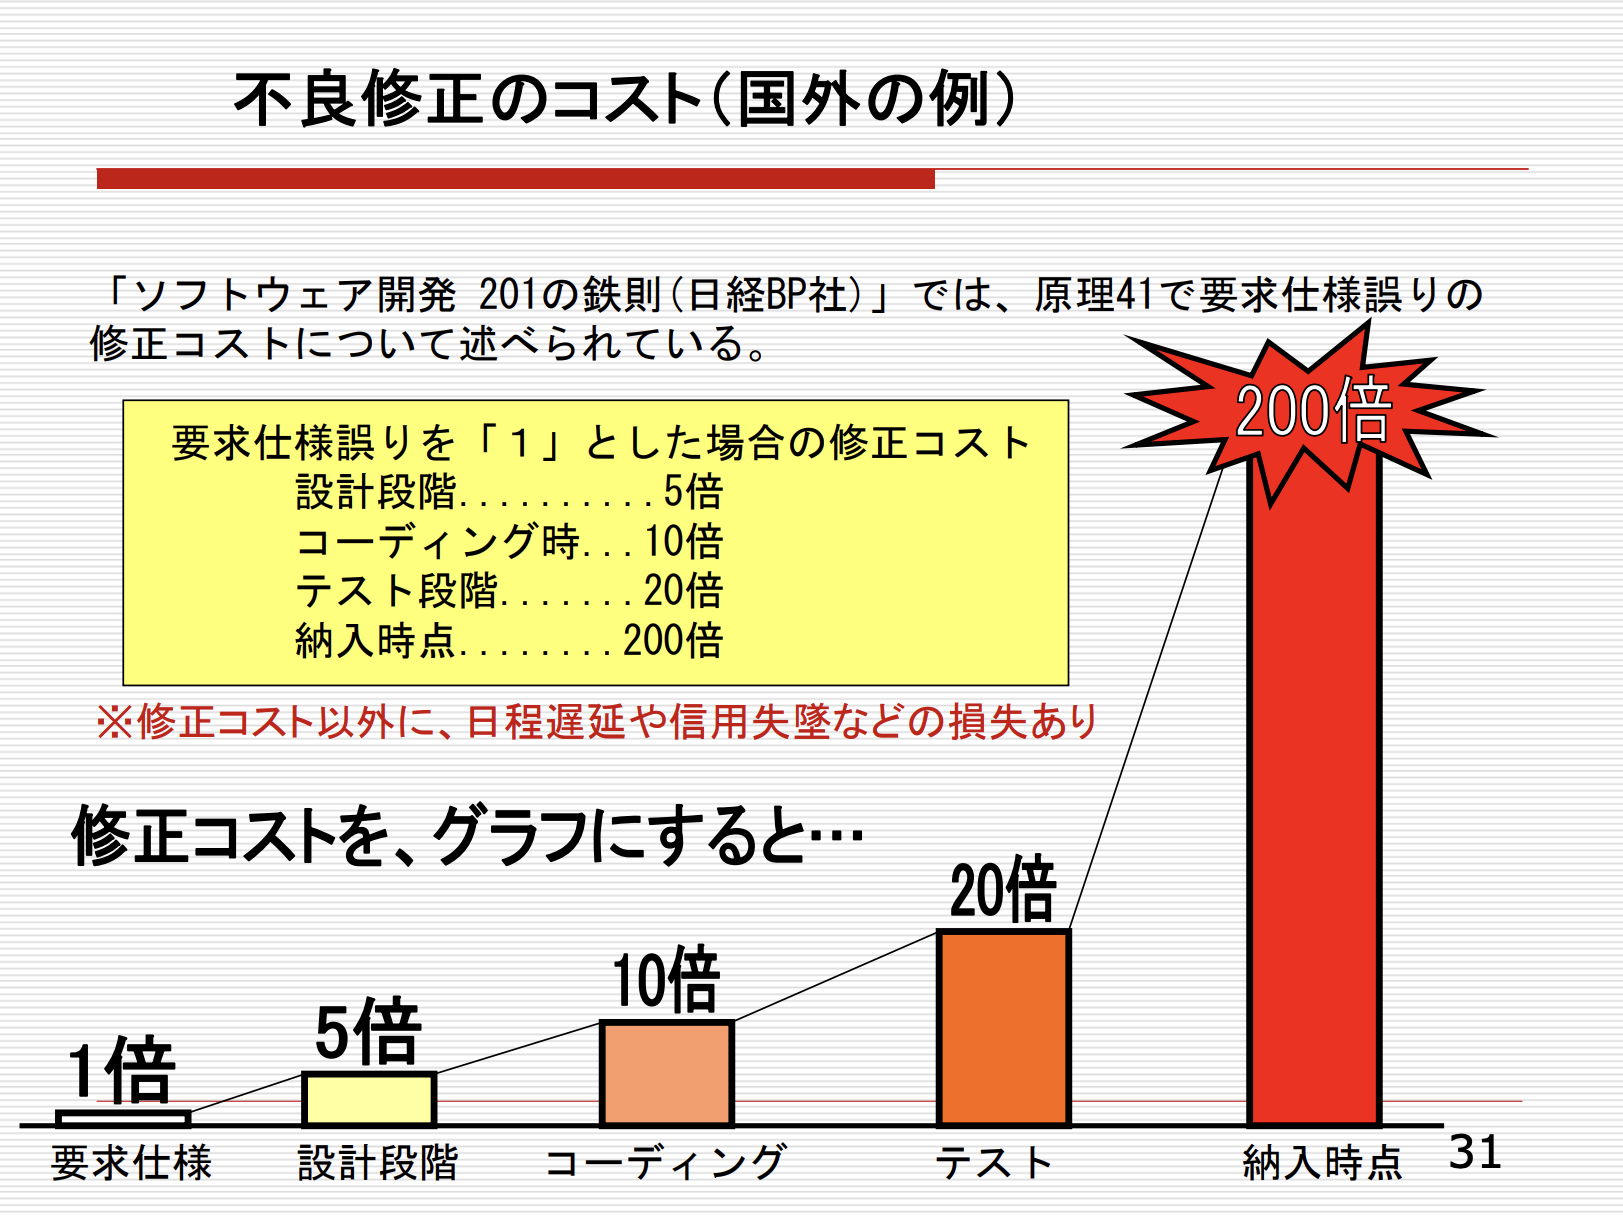 不良修正のコスト(国外の例)
「ソフトウェア開発 201の鉄則(日経BP社)」では、原理41で要求仕様誤りの
修正コストについて述べられている。
要求仕様誤りを「１」とした場合の修正コスト
設計段階..........5倍
コーディング時...10倍
テスト段階.......20倍
納入時点........200倍
※修正コスト以外に、日程遅延や信用失墜などの損失あり
修正コストを、グラフにすると…
1倍
5倍
10倍
20倍
200倍
要求仕様
設計段階
コーディング
テスト
納入時点
31